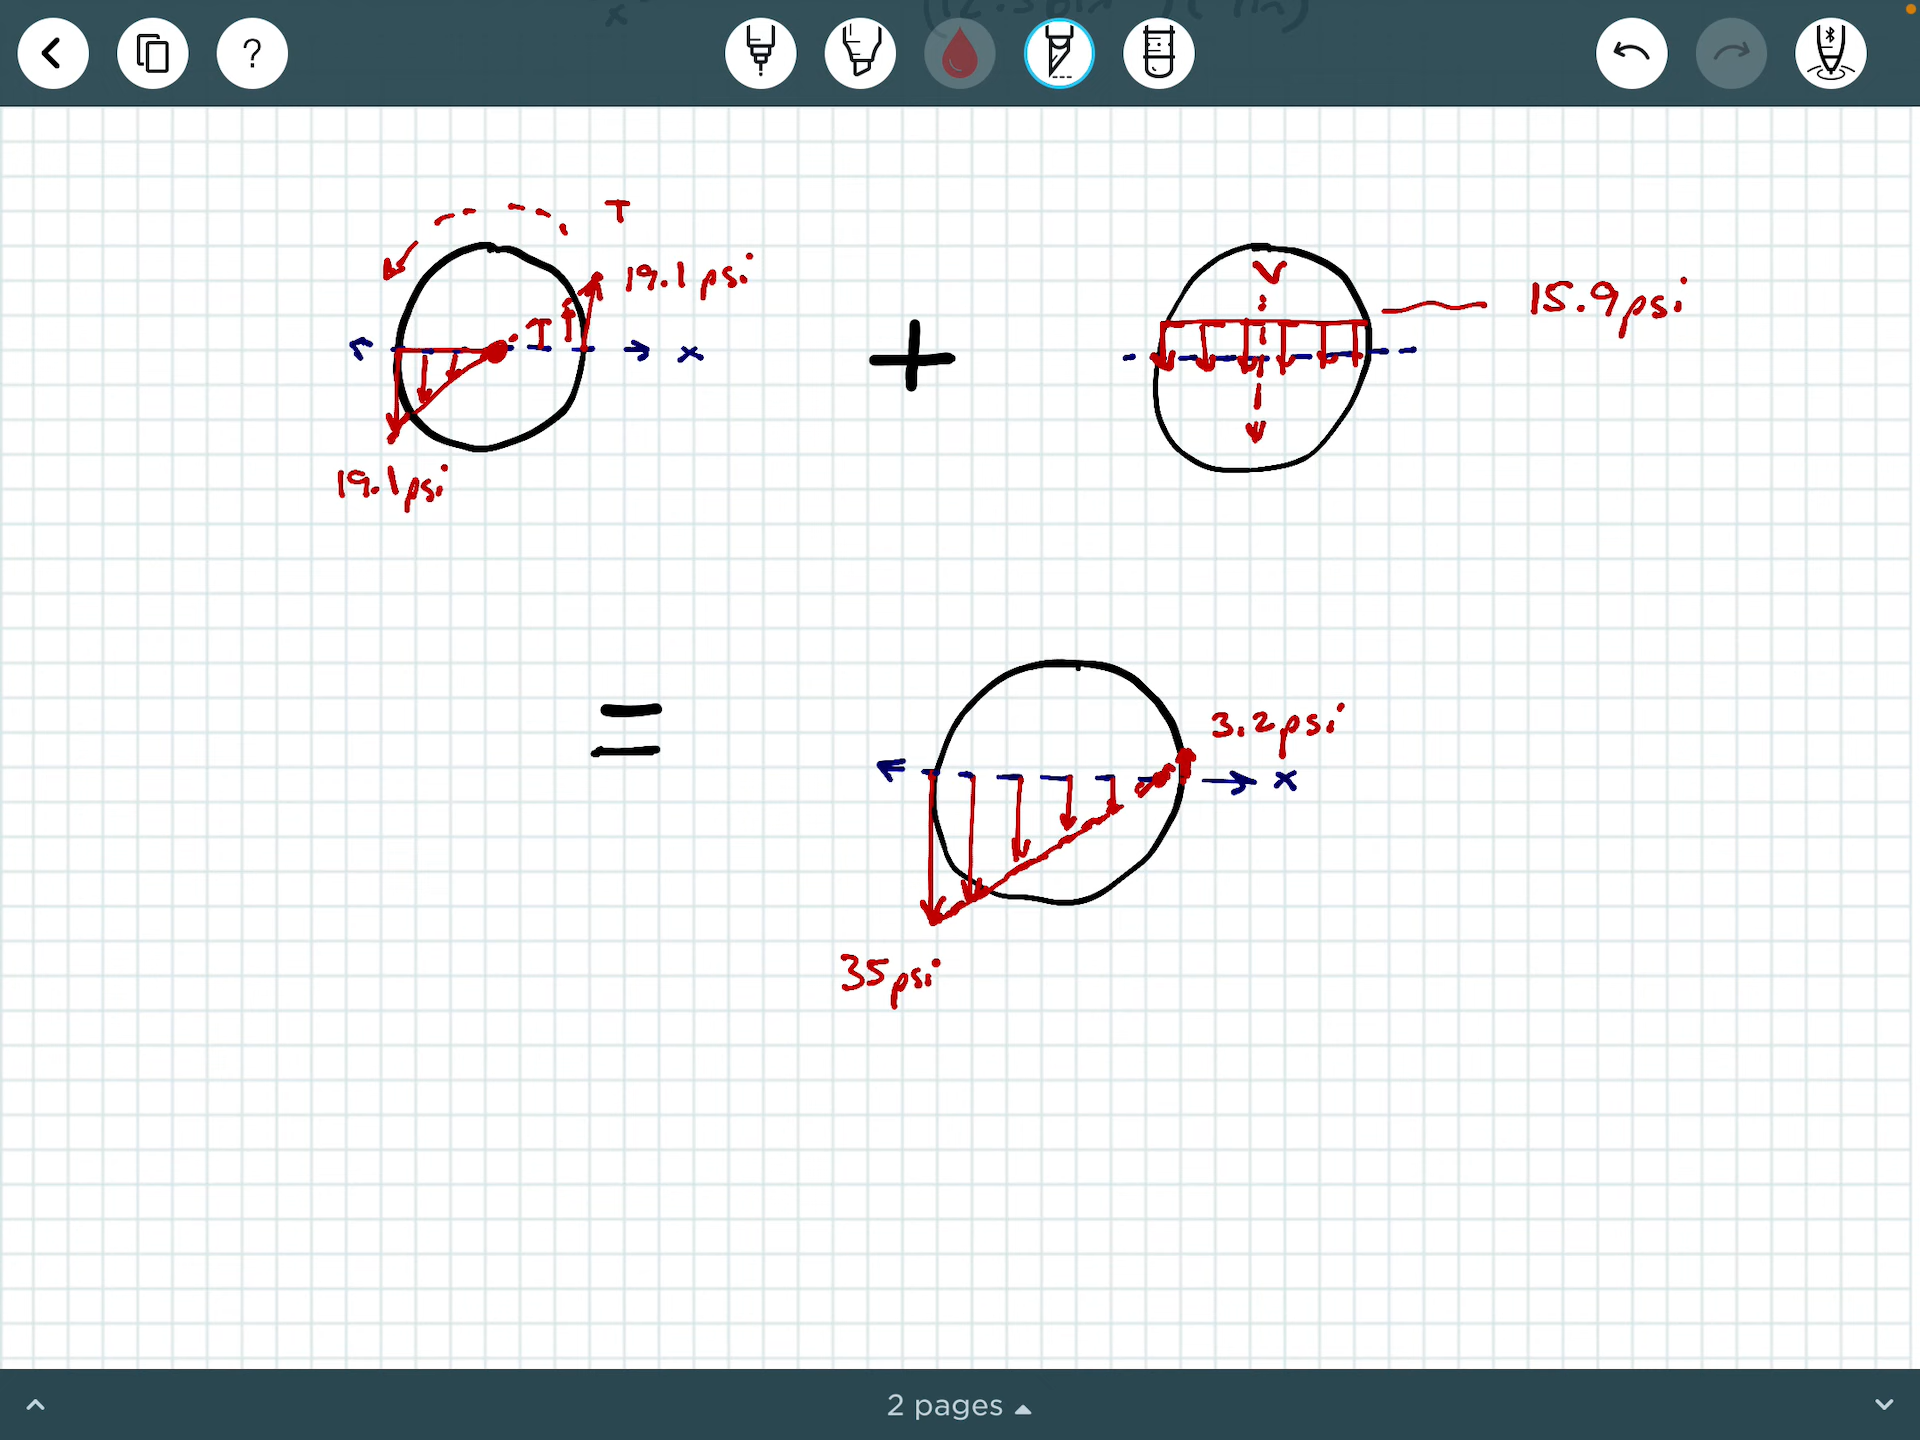 ?
T
19.1 psi
V
15.9 psi
x
19.1 psi
3.2 psi
x
35 psi
2 pages